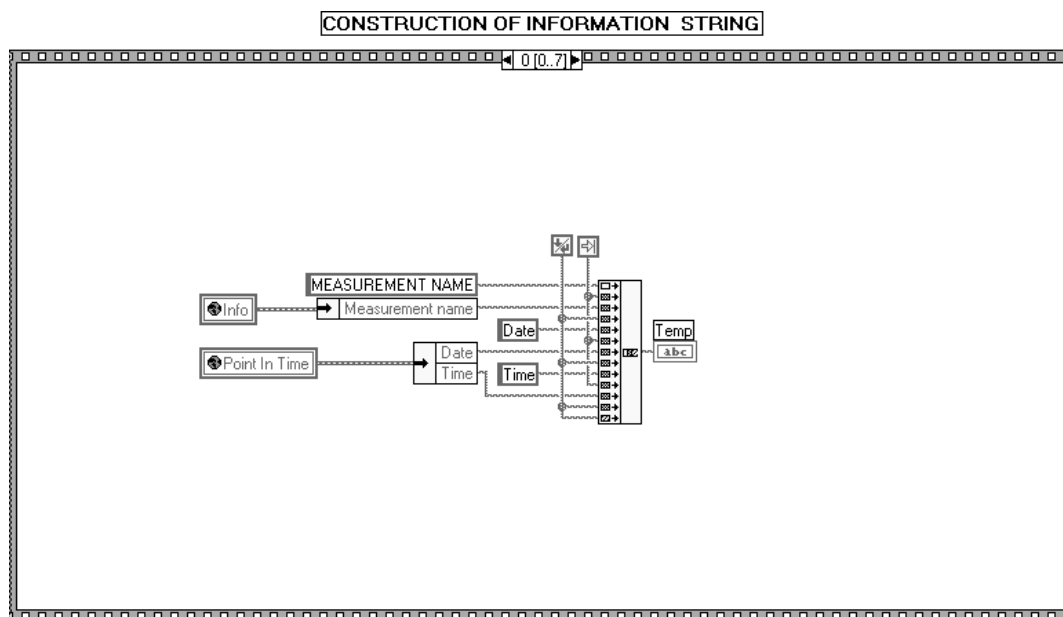 CONSTRUCTION OF INFORMATION STRING
0 [0..7]
MEASUREMENT NAME
Info
Measurement name
Date
Temp
abc
Date
Point In Time
Time
Time